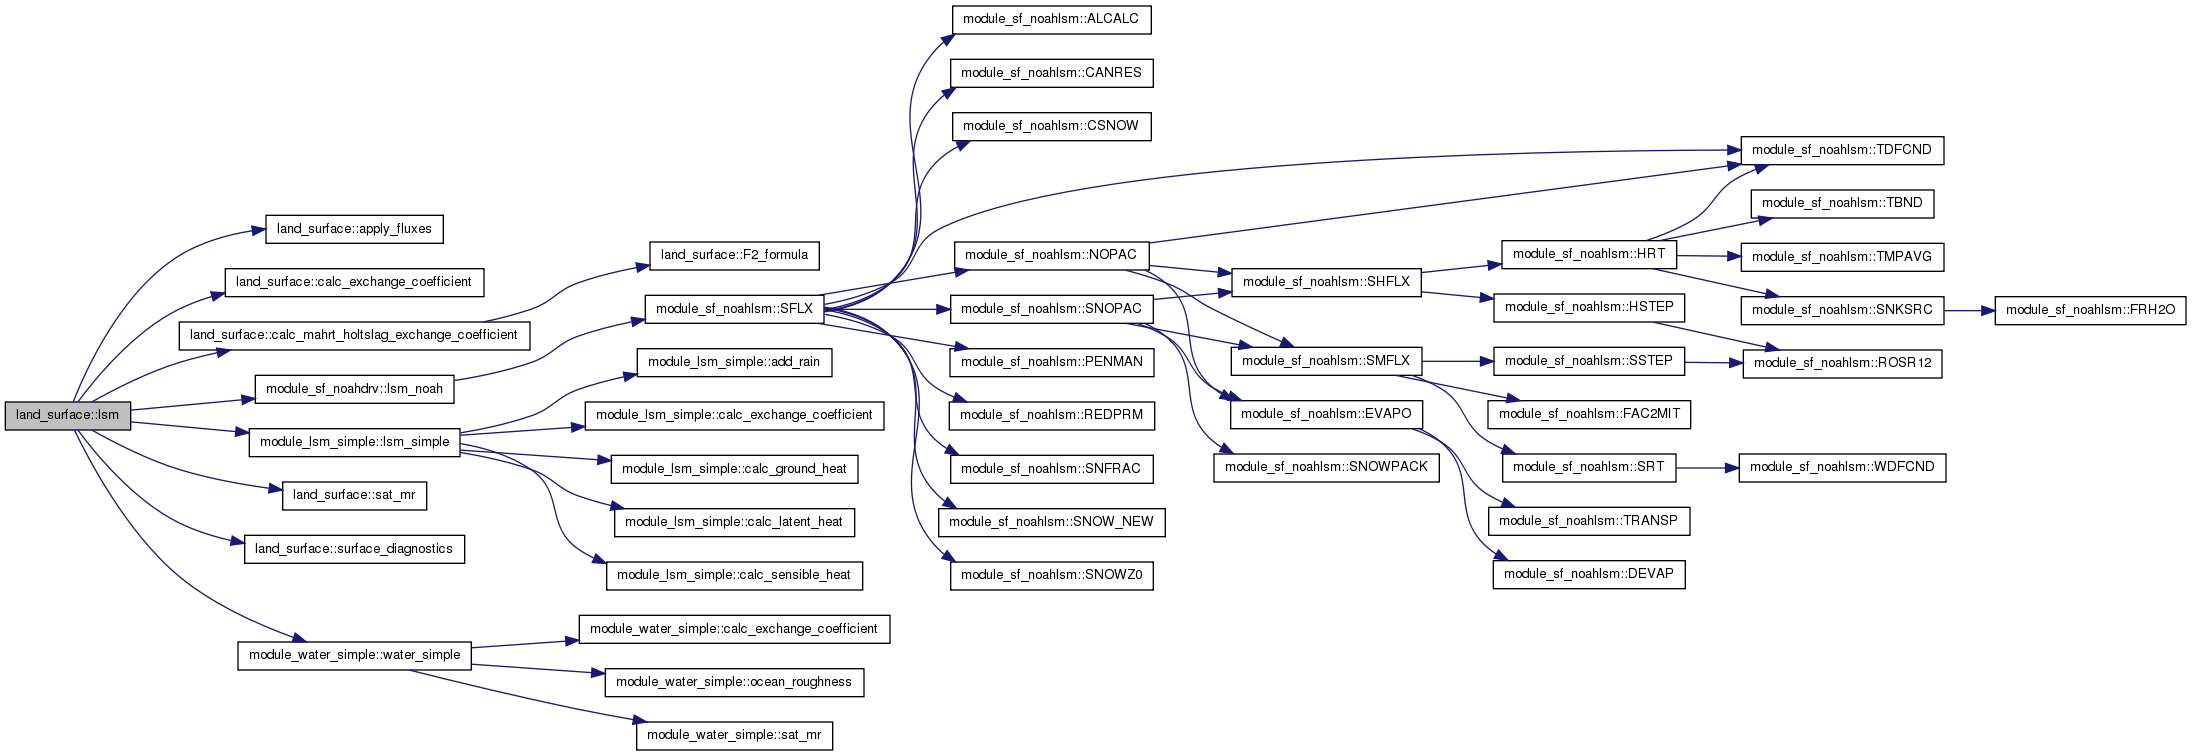 land_surface::lsm
land_surface::apply_fluxes
land_surface::calc_exchange_coefficient
land_surface::calc_mahrt_holtslag_exchange_coefficient
module_sf_noahdrv::lsm_noah
module_lsm_simple::lsm_simple
land_surface::sat_mr
land_surface::surface_diagnostics
module_water_simple::water_simple
land_surface::F2_formula
module_sf_noahlsm::SFLX
module_lsm_simple::add_rain
module_lsm_simple::calc_exchange_coefficient
module_lsm_simple::calc_ground_heat
module_lsm_simple::calc_latent_heat
module_lsm_simple::calc_sensible_heat
module_water_simple::calc_exchange_coefficient
module_water_simple::ocean_roughness
module_water_simple::sat_mr
module_sf_noahlsm::ALCALC
module_sf_noahlsm::CANRES
module_sf_noahlsm::CSNOW
module_sf_noahlsm::NOPAC
module_sf_noahlsm::SNOPAC
module_sf_noahlsm::PENMAN
module_sf_noahlsm::REDPRM
module_sf_noahlsm::SNFRAC
module_sf_noahlsm::SNOW_NEW
module_sf_noahlsm::SNOWZ0
module_sf_noahlsm::SHFLX
module_sf_noahlsm::SMFLX
module_sf_noahlsm::EVAPO
module_sf_noahlsm::SNOWPACK
module_sf_noahlsm::HRT
module_sf_noahlsm::HSTEP
module_sf_noahlsm::SSTEP
module_sf_noahlsm::FAC2MIT
module_sf_noahlsm::SRT
module_sf_noahlsm::TRANSP
module_sf_noahlsm::DEVAP
module_sf_noahlsm::TDFCND
module_sf_noahlsm::TBND
module_sf_noahlsm::TMPAVG
module_sf_noahlsm::SNKSRC
module_sf_noahlsm::ROSR12
module_sf_noahlsm::WDFCND
module_sf_noahlsm::FRH2O